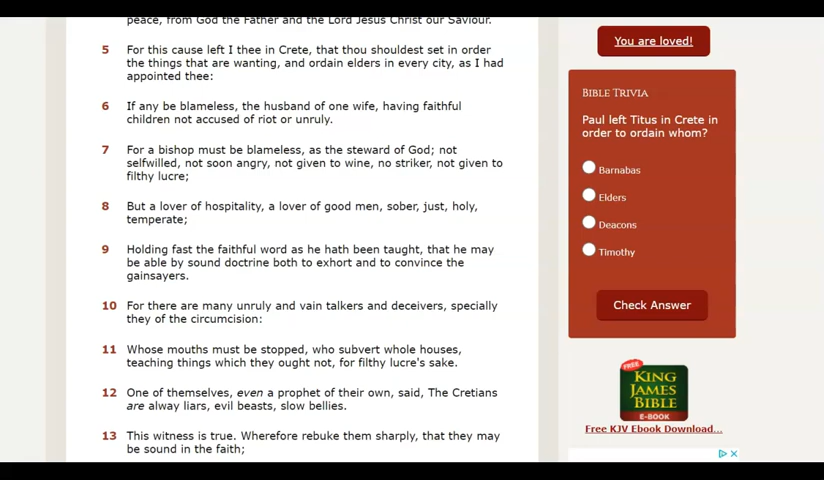 peace, from God the Father and the Lord Jesus Christ our Saviour.
5 For this cause left I thee in Crete, that thou shouldest set in order
the things that are wanting, and ordain elders in every city, as I had
appointed thee:
6 If any be blameless, the husband of one wife, having faithful
children not accused of riot or unruly.
7 For a bishop must be blameless, as the steward of God; not
selfwilled, not soon angry, not given to wine, no striker, not given to
filthy lucre;
8 But a lover of hospitality, a lover of good men, sober, just, holy,
temperate;
9 Holding fast the faithful word as he hath been taught, that he may
be able by sound doctrine both to exhort and to convince the
gainsayers.
10 For there are many unruly and vain talkers and deceivers, specially
they of the circumcision:
11 Whose mouths must be stopped, who subvert whole houses,
teaching things which they ought not, for filthy lucre's sake.
12 One of themselves, even a prophet of their own, said, The Cretians
are alway liars, evil beasts, slow bellies.
13 This witness is true. Wherefore rebuke them sharply, that they may
be sound in the faith;
You are loved!
BIBLE TRIVIA
Paul left Titus in Crete in
order to ordain whom?
Barnabas
Elders
Deacons
Timothy
Check Answer
FREE
KING
JAMES
BIBLE
E-BOOK
Free KJV Ebook Download...